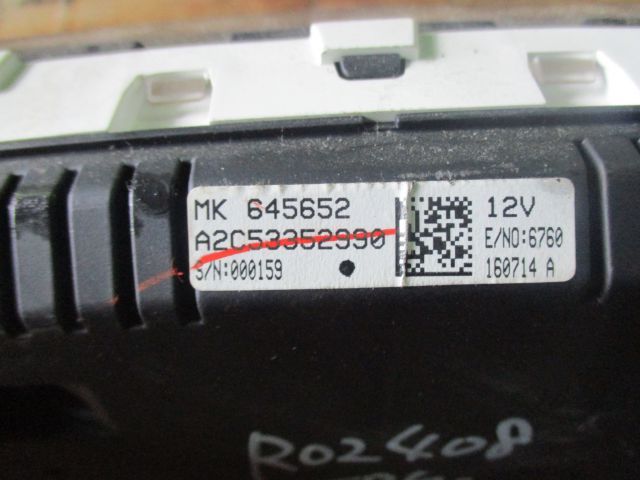 MK 645652
A2C53352990
S/N:000159
12V
E/NO:6760
160714 A
R02408